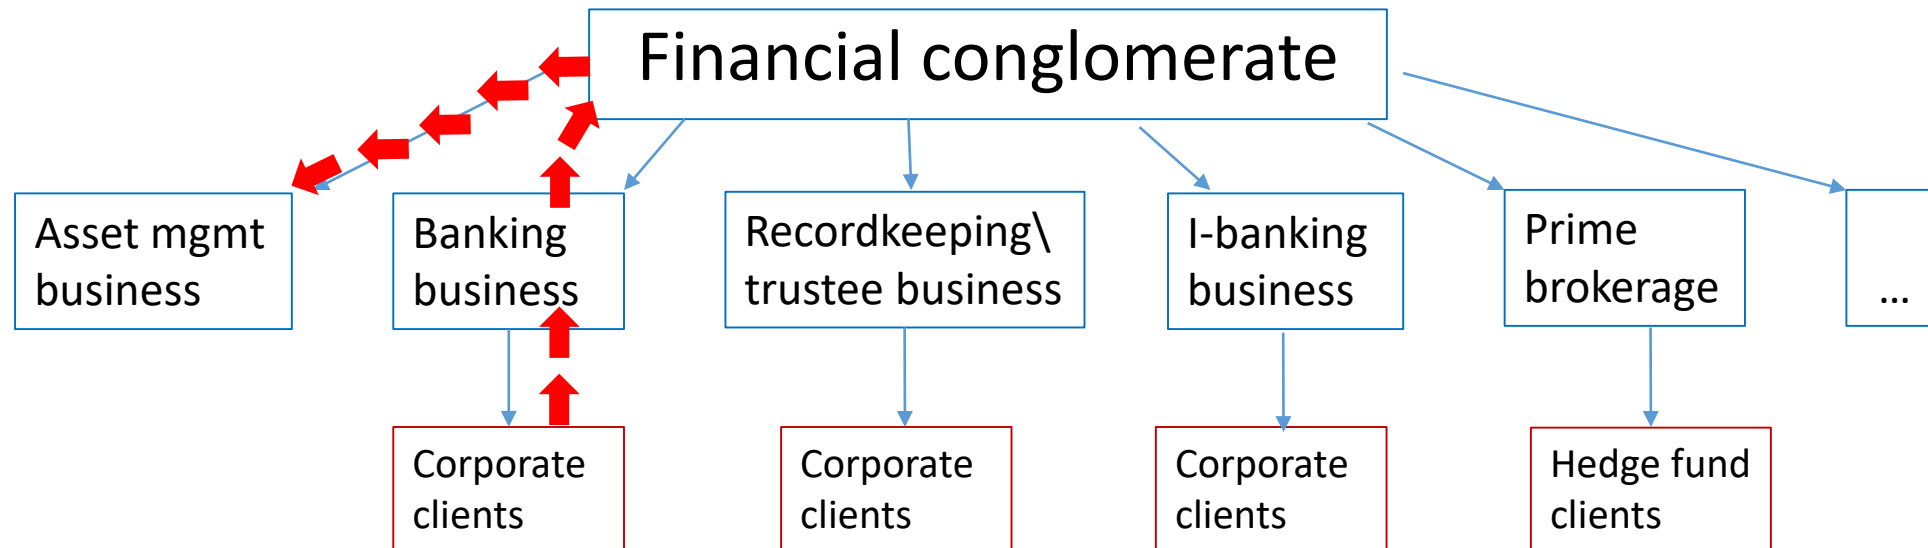 Financial conglomerate
Asset mgmt
business
Banking
business
Recordkeeping\
trustee business
I-banking
business
Prime
brokerage
...
Corporate
clients
Corporate
clients
Corporate
clients
Hedge fund
clients